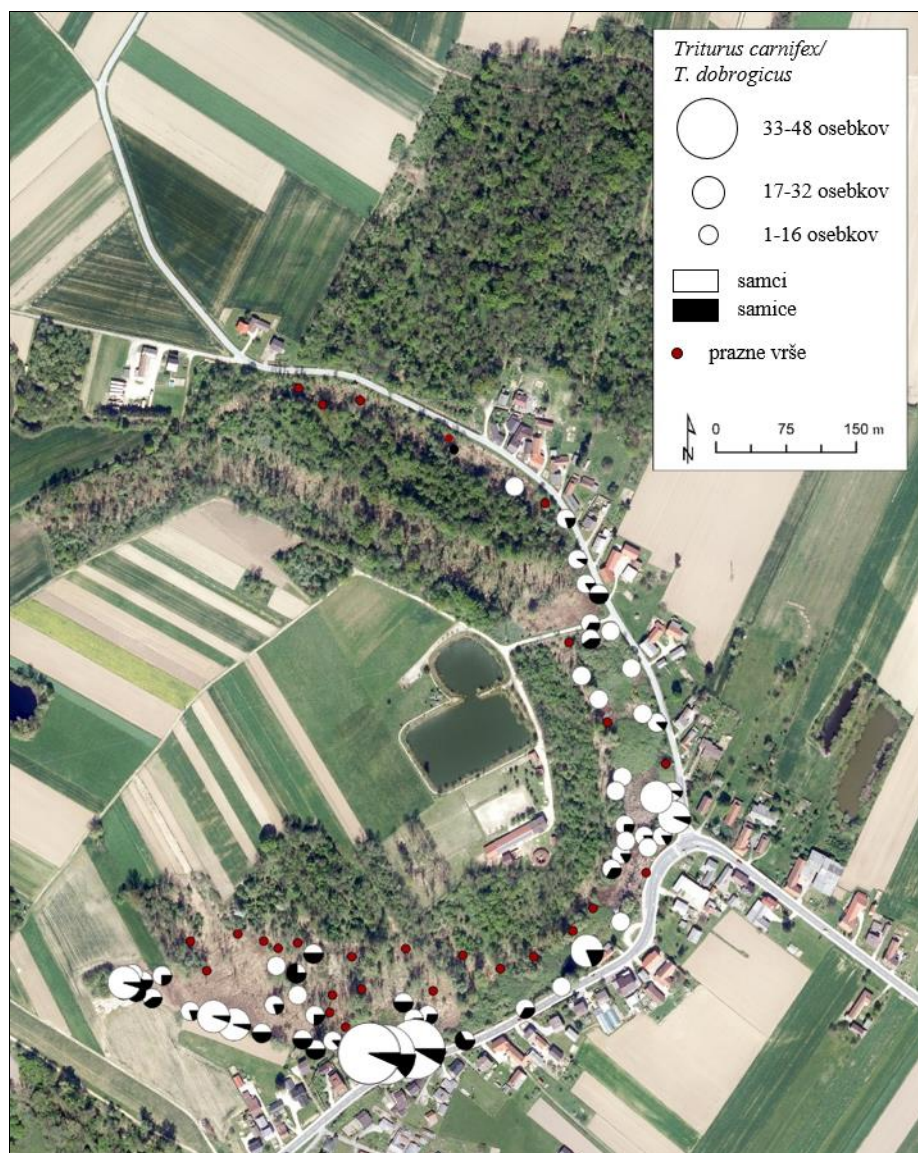 Triturus carnifex/
T. dobrogicus
33-48 osebkov
17-32 osebkov
1-16 osebkov
samci
samice
prazne vrše
N 0 75 150 m